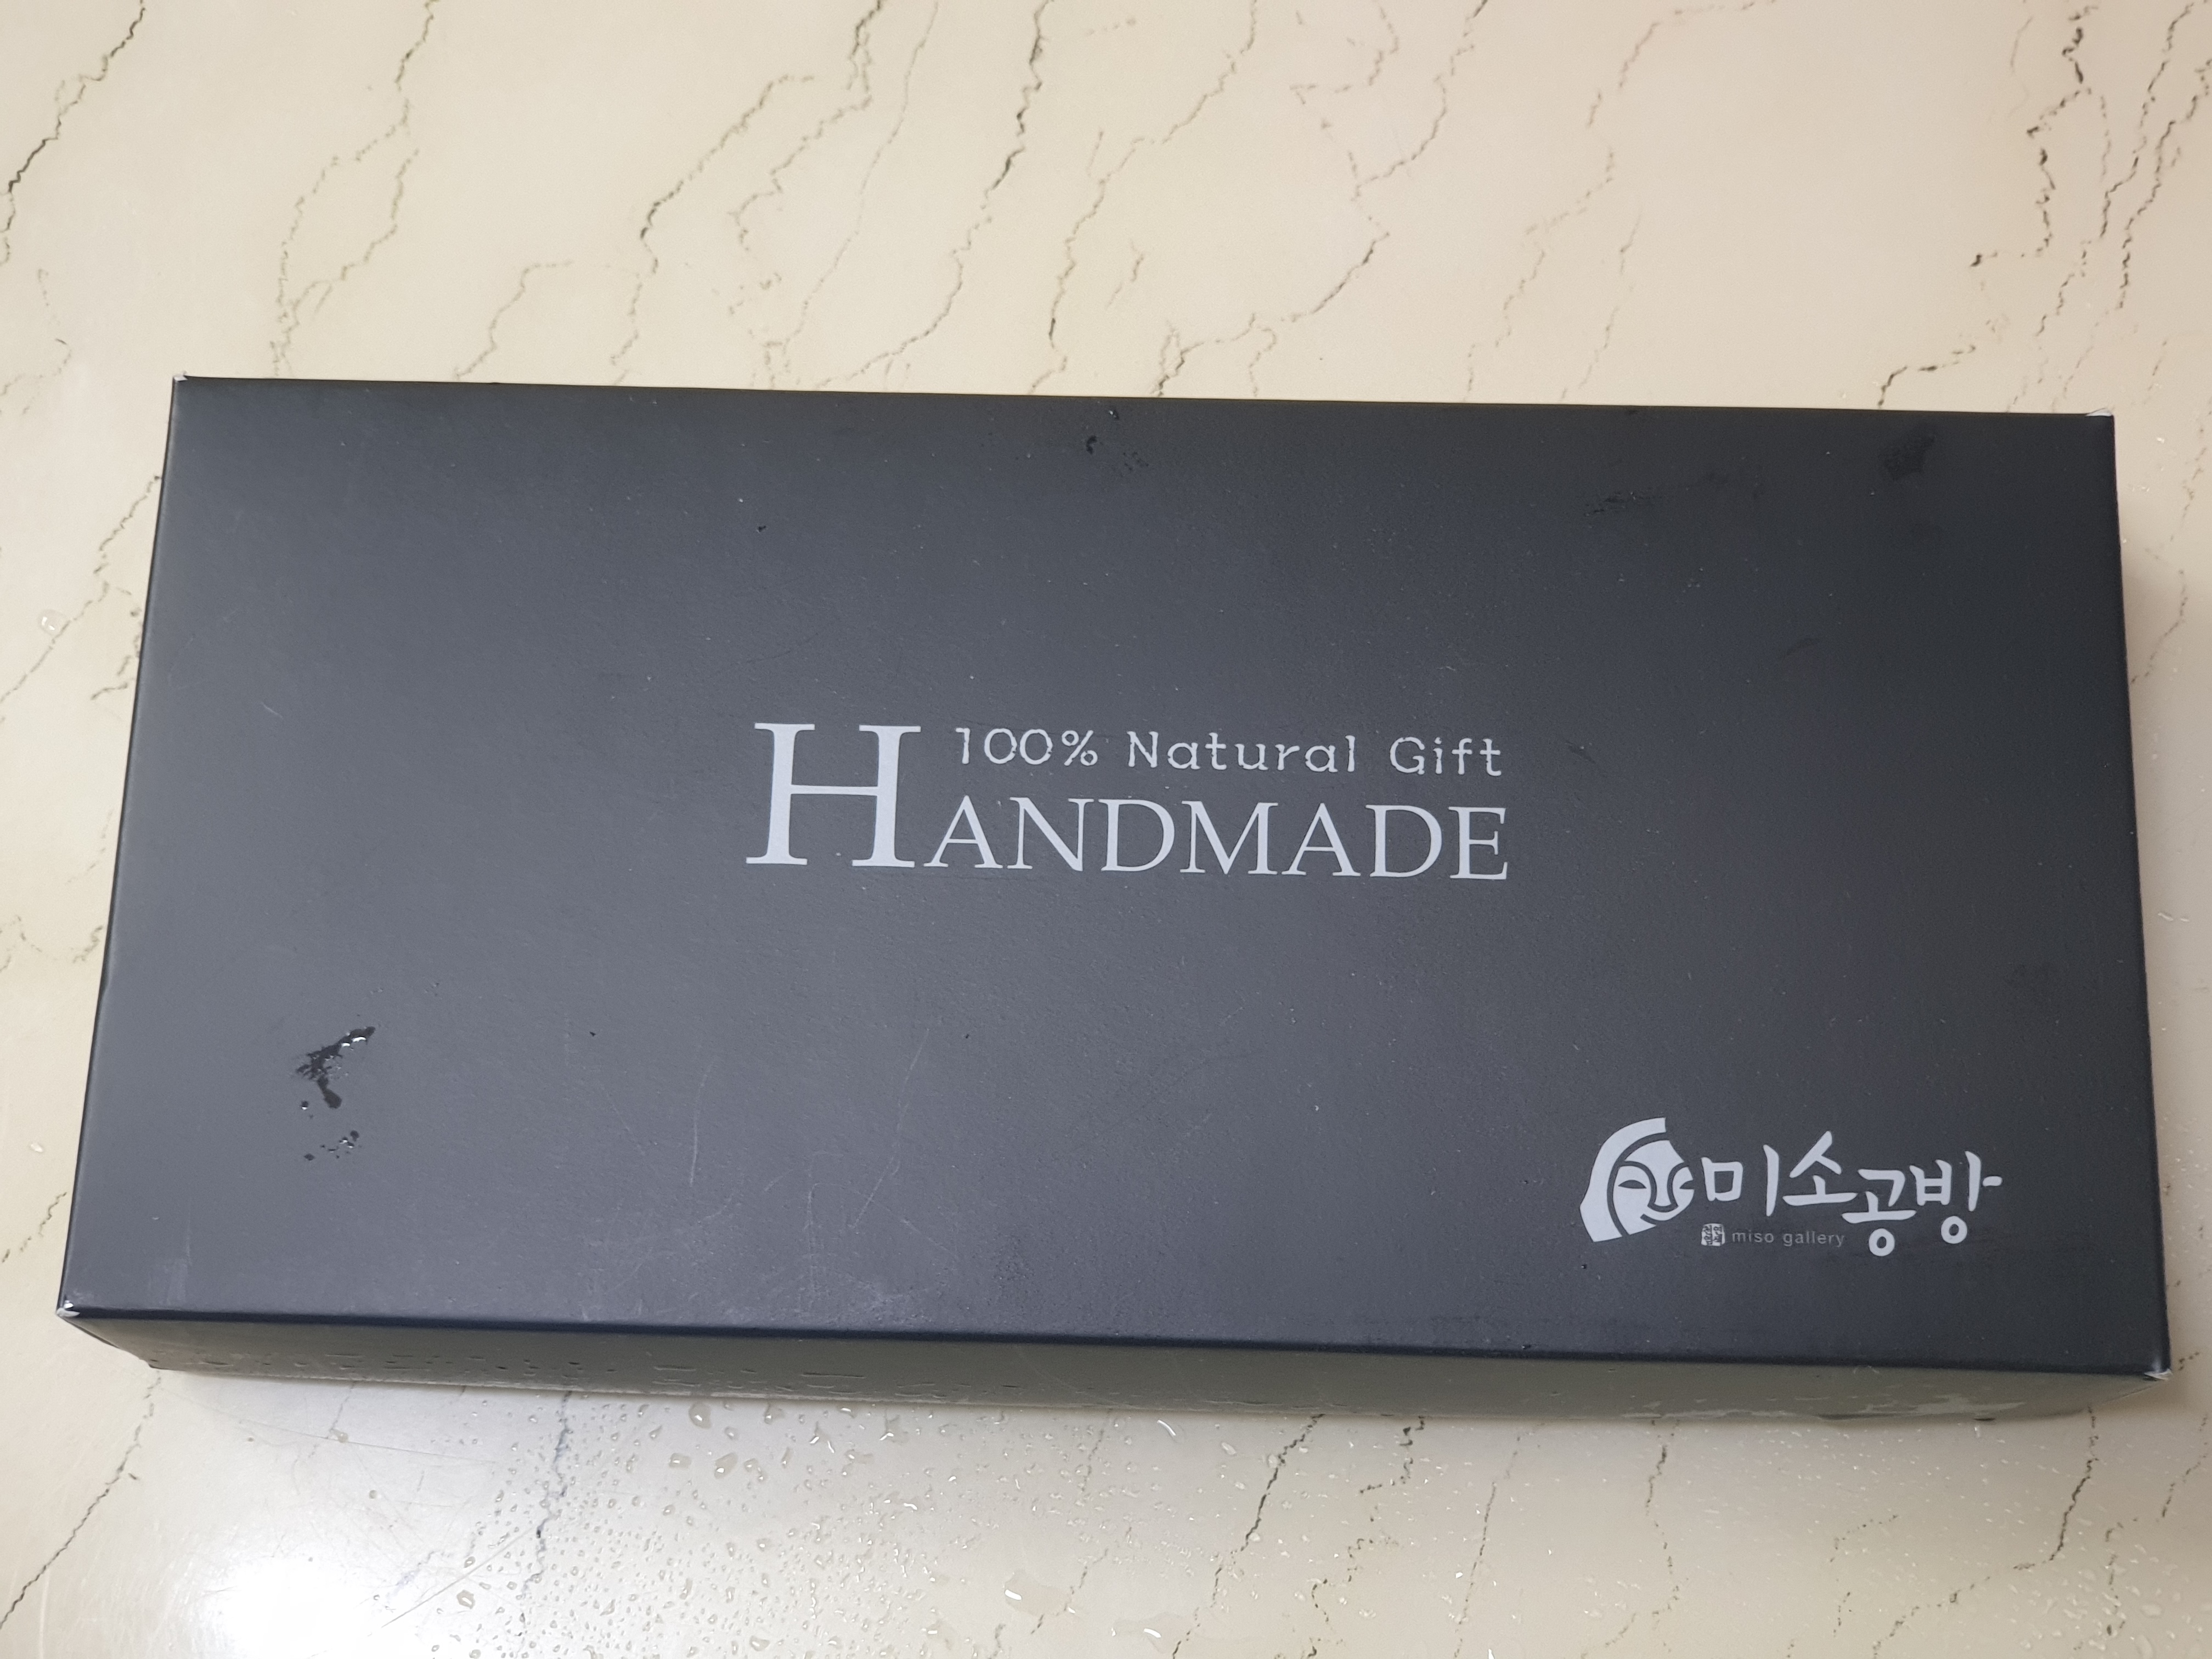 100% Natural Gift
HANDMADE
미소공방
miso gallery